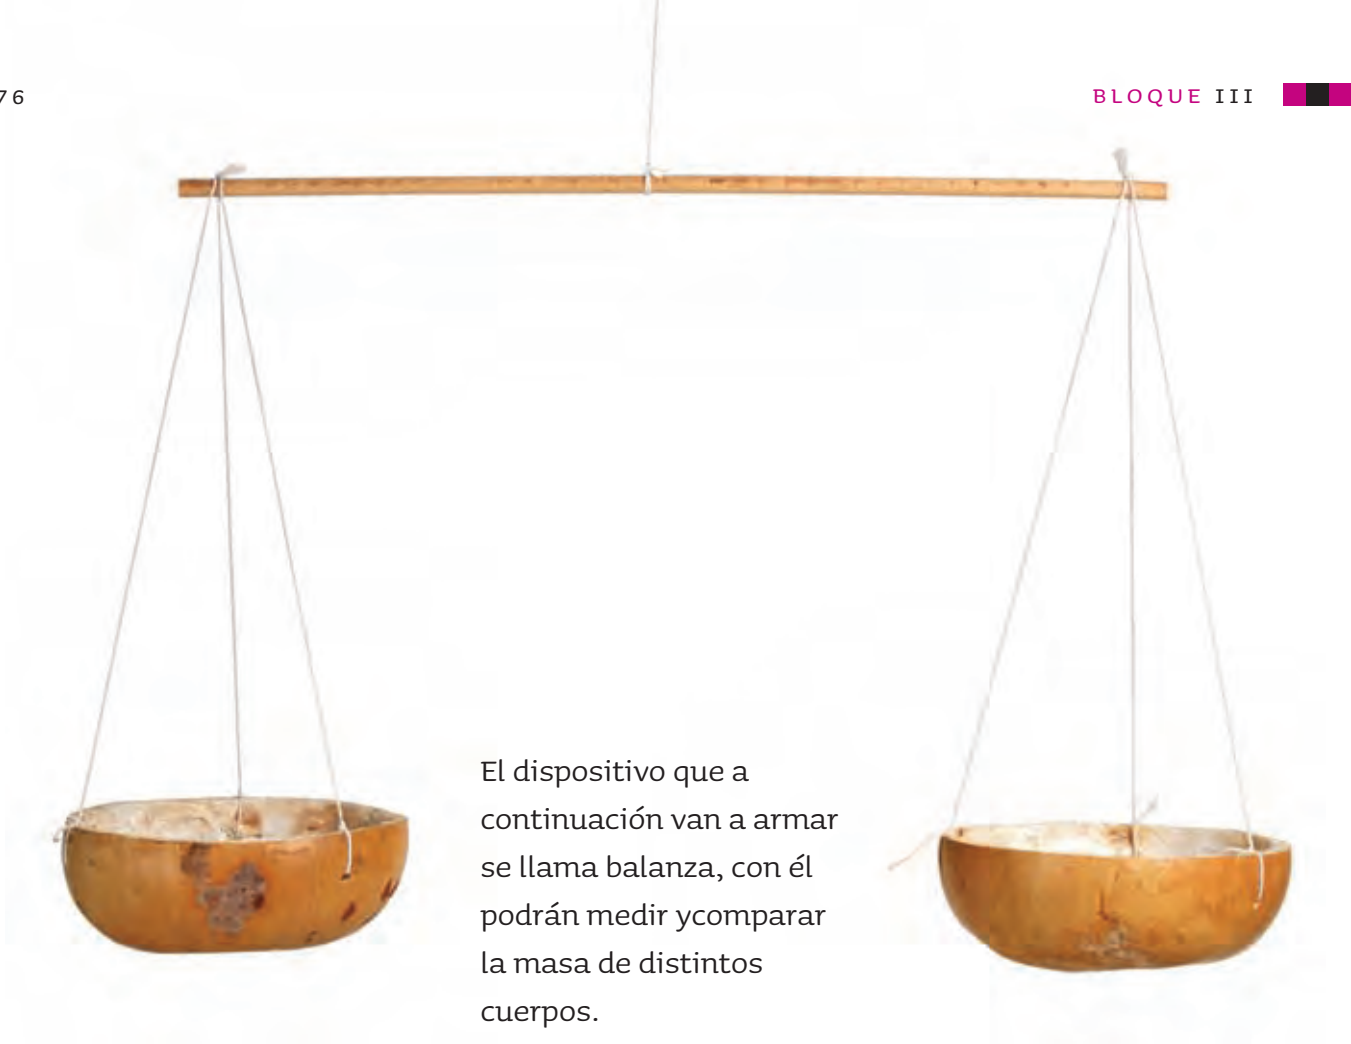 76
BLOQUE III
El dispositivo que a
continuación van a armar
se llama balanza, con él
podrán medir ycomparar
la masa de distintos
cuerpos.